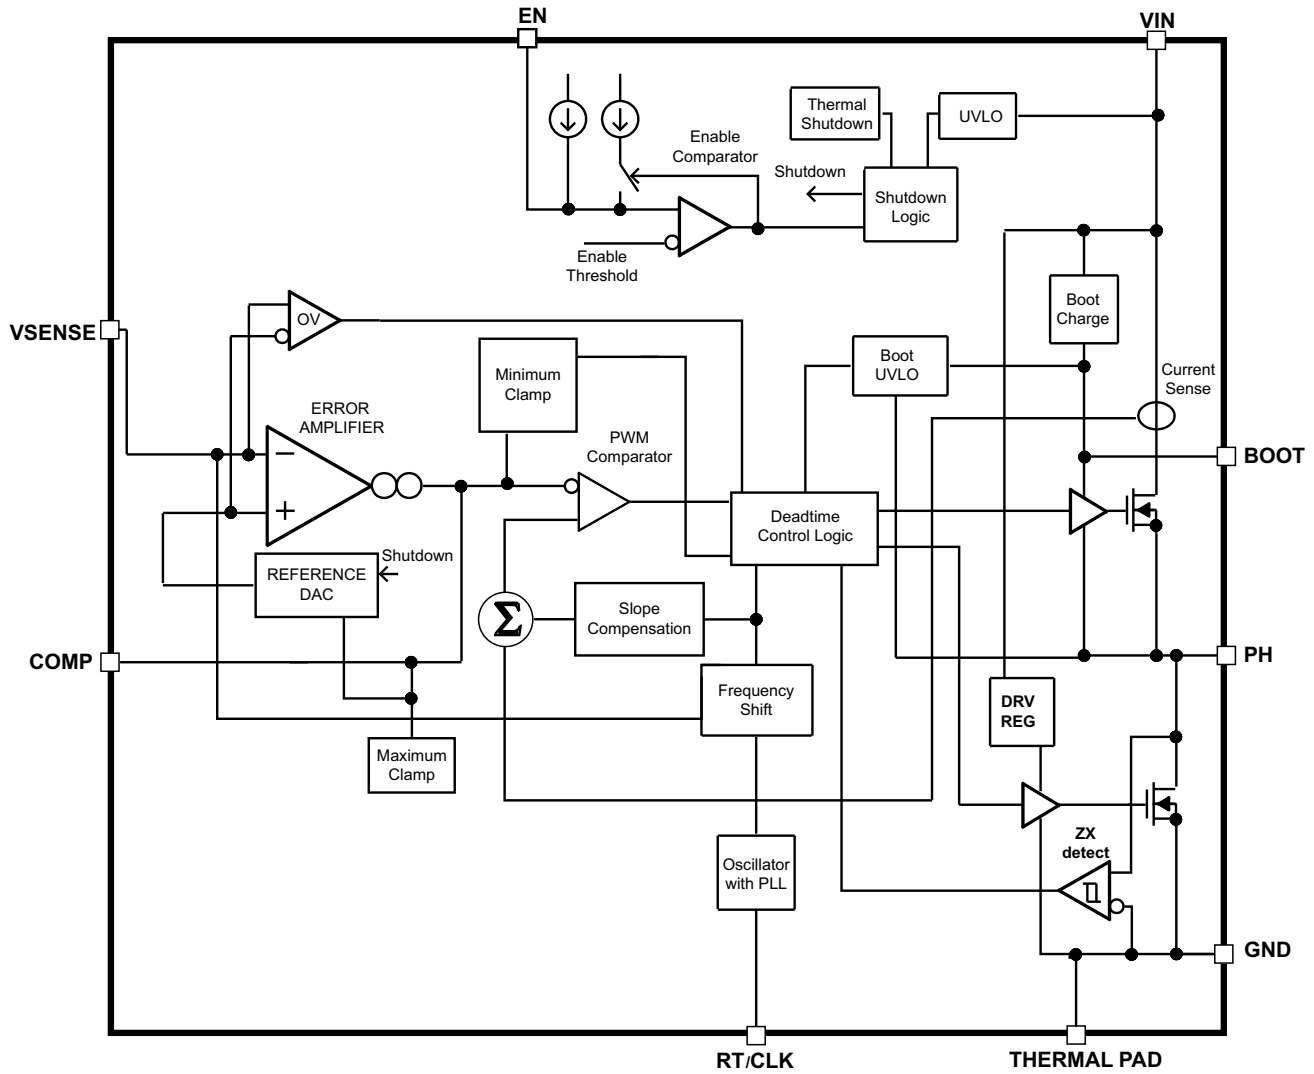 EN
VIN
Thermal
Shutdown
UVLO
Enable
Comparator
Shutdown
Shutdown
Logic
Enable
Threshold
Boot
Charge
VSENSE
OV
Minimum
Clamp
Boot
UVLO
Current
Sense
ERROR
AMPLIFIER
PWM
Comparator
BOOT
−
+
Deadtime
Control Logic
Shutdown
REFERENCE
DAC
Σ
Slope
Compensation
COMP
PH
Frequency
Shift
DRV
REG
Maximum
Clamp
ZX
detect
Oscillator
with PLL
GND
RT/CLK
THERMAL PAD